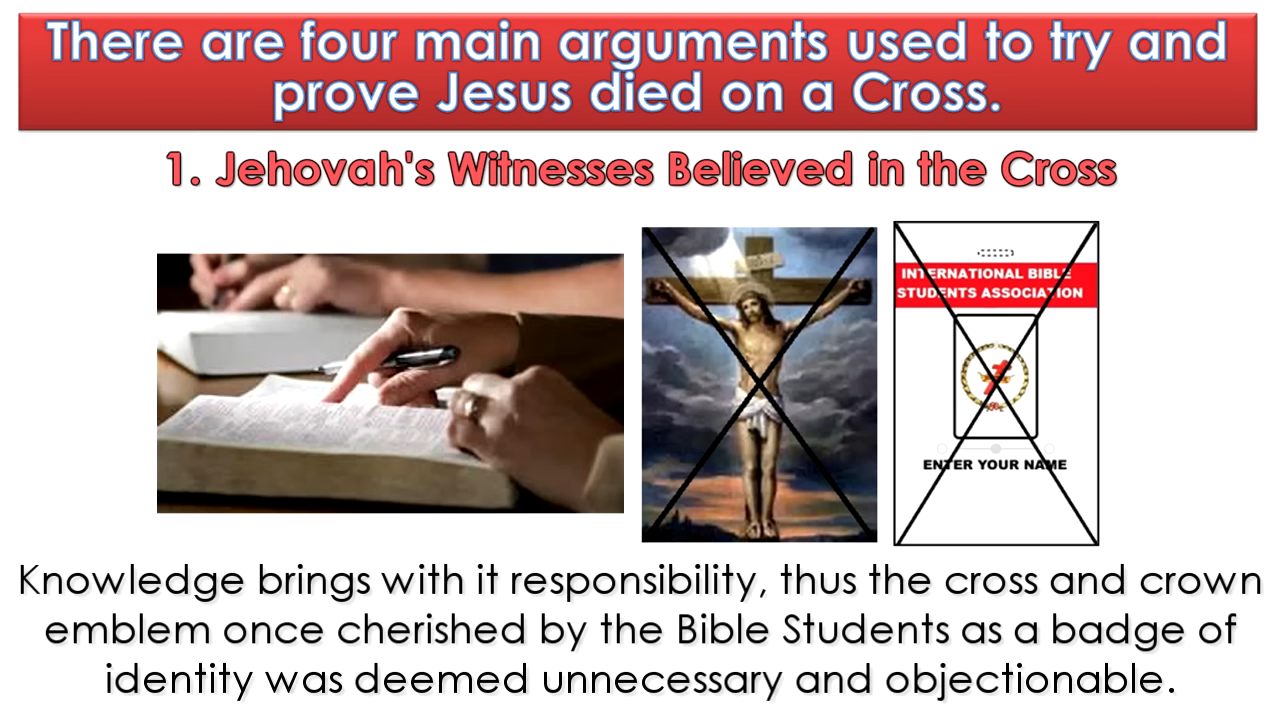 There are four main arguments used to try and
prove Jesus died on a Cross.
1. Jehovah's Witnesses Believed in the Cross
INTERNATIONAL BIBLE
STUDENTS ASSOCIATION
ENTER YOUR NAME
Knowledge brings with it responsibility, thus the cross and crown
emblem once cherished by the Bible Students as a badge of
identity was deemed unnecessary and objectionable.